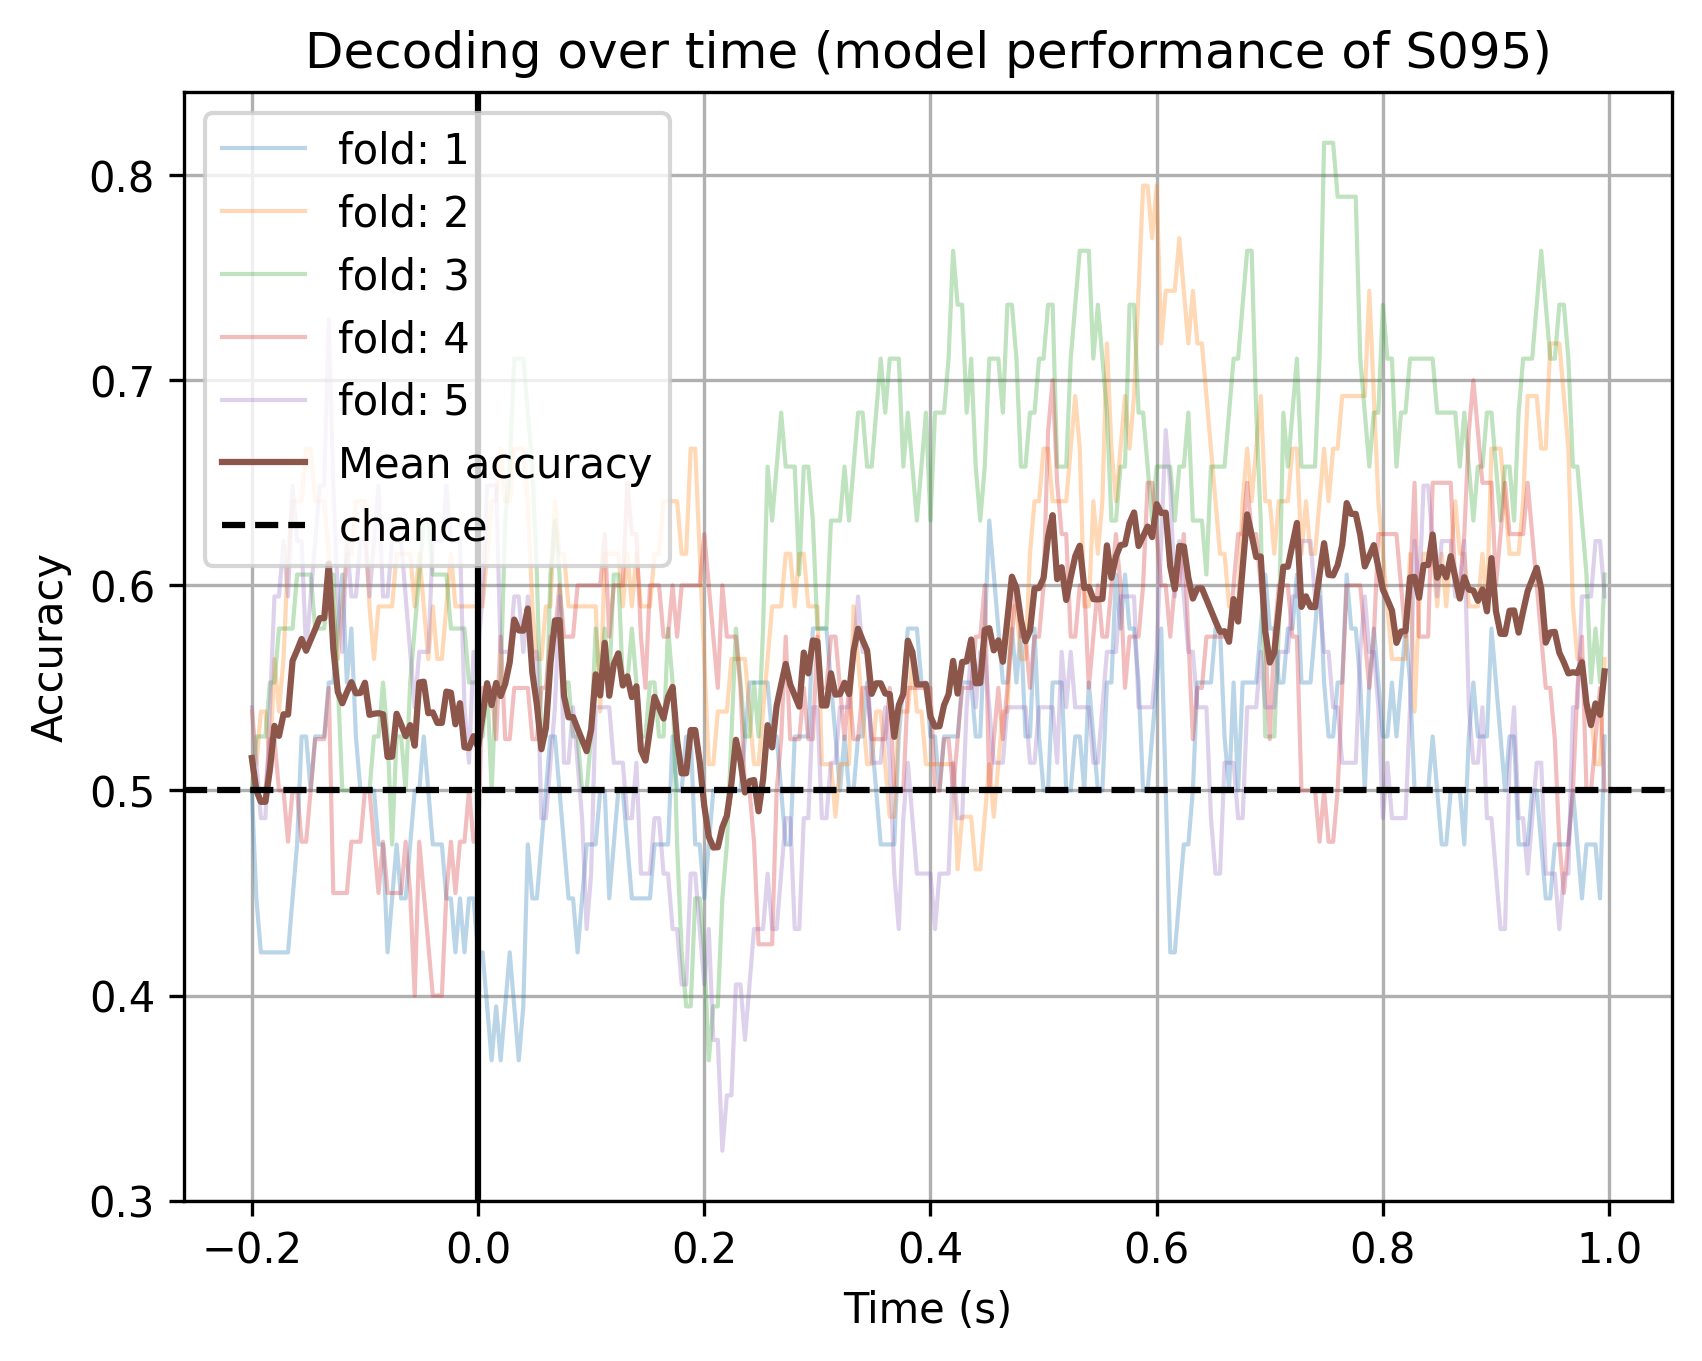 Decoding over time (model performance of S095)
fold: 1
fold: 2
fold: 3
fold: 4
fold: 5
Mean accuracy
chance
Accuracy
0.8
0.7
0.6
0.5
0.4
0.3
−0.2 0.0 0.2 0.4 0.6 0.8 1.0
Time (s)